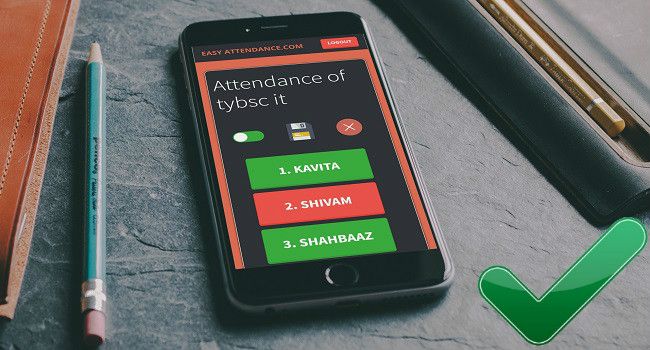 EASY ATTENDANCE.COM
LOGOUT
Attendance of
tybsc it
1. KAVITA
2. SHIVAM
3. SHAHBAAZ